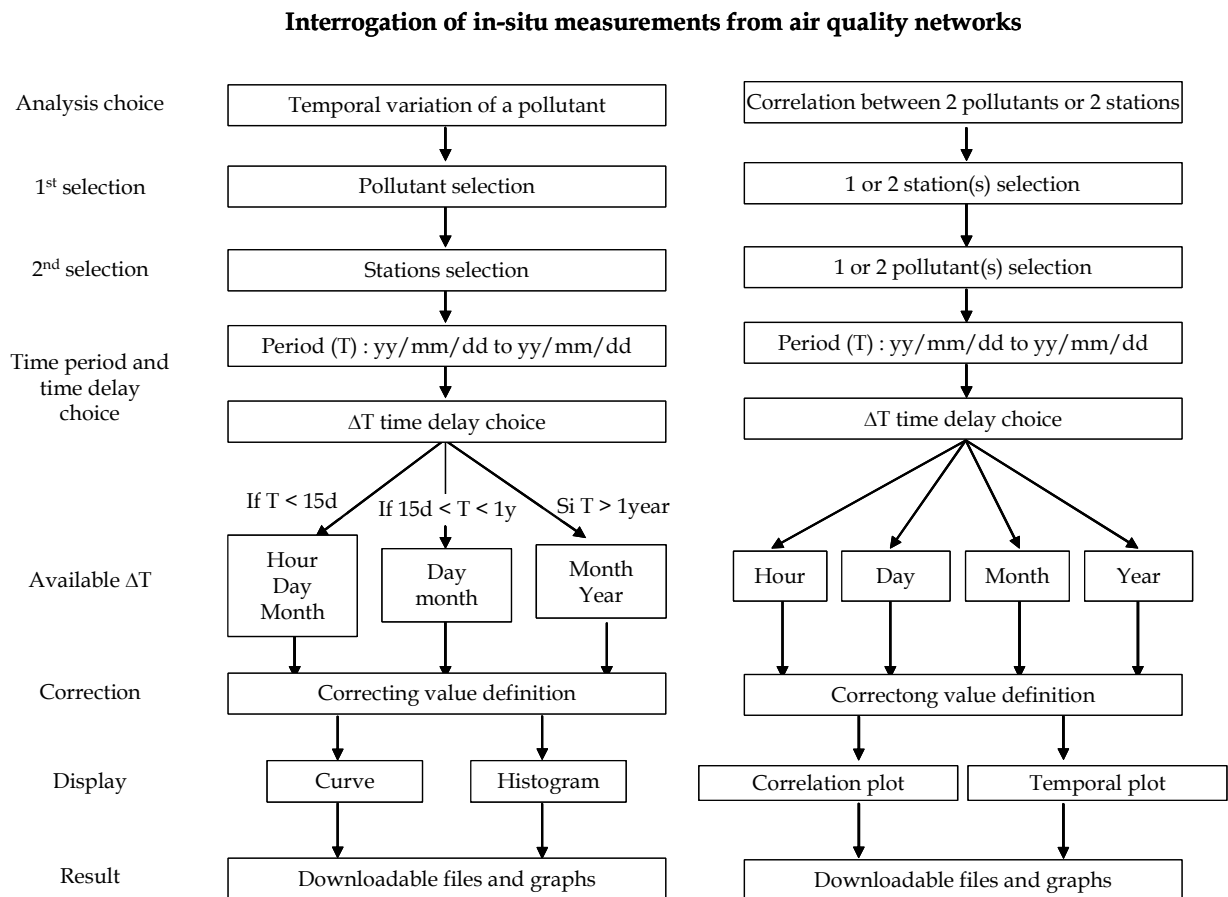 Interrogation of in-situ measurements from air quality networks
Analysis choice
Temporal variation of a pollutant
Correlation between 2 pollutants or 2 stations
1st selection
Pollutant selection
1 or 2 station(s) selection
2nd selection
Stations selection
1 or 2 pollutant(s) selection
Time period and
time delay
choice
Period (T) : yy/mm/dd to yy/mm/dd
Period (T) : yy/mm/dd to yy/mm/dd
ΔT time delay choice
ΔT time delay choice
If T < 15d
If 15d < T < 1y
Si T > 1year
Available ΔT
Hour
Day
Month
Day
month
Month
Year
Hour
Day
Month
Year
Correction
Correcting value definition
Correctong value definition
Display
Curve
Histogram
Correlation plot
Temporal plot
Result
Downloadable files and graphs
Downloadable files and graphs